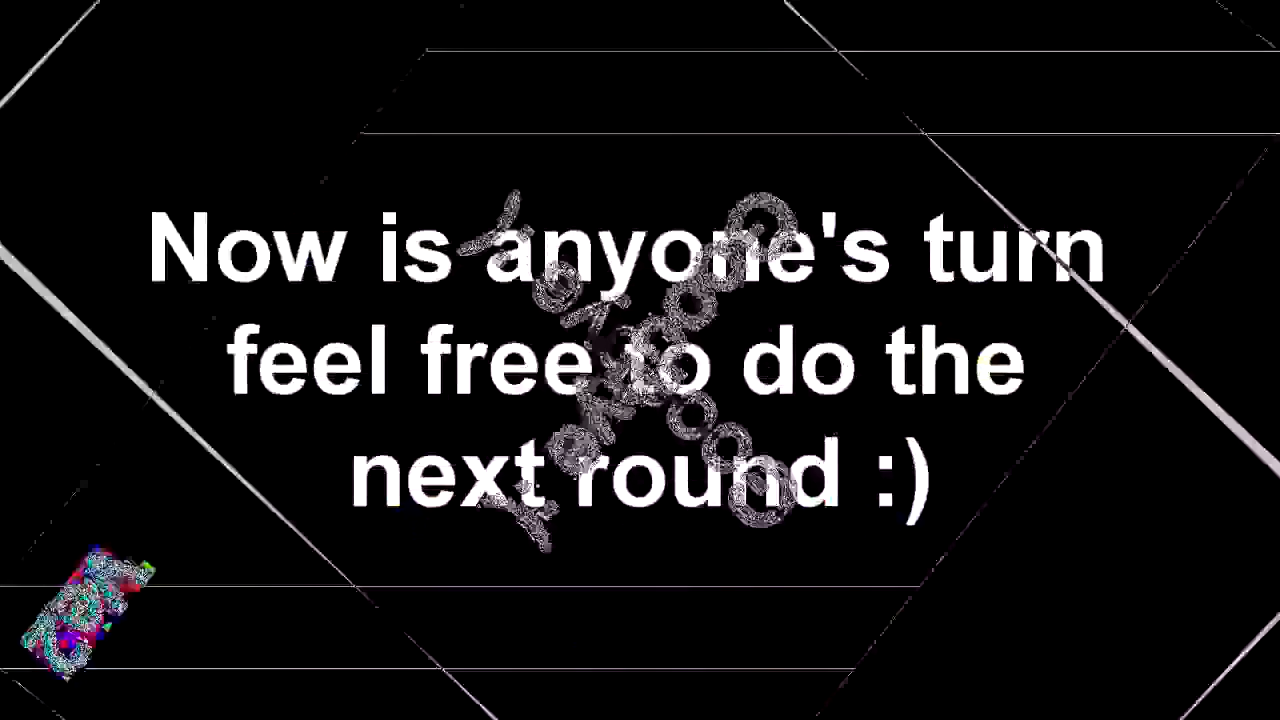 Now is anyone's turn
feel free to do the
next round :)